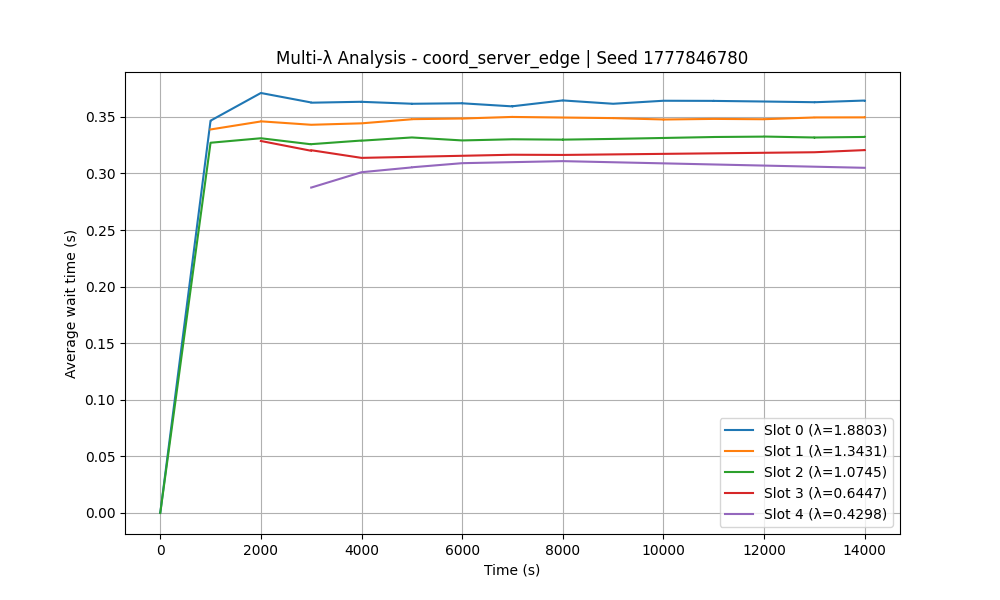 Multi-λ Analysis - coord_server_edge | Seed 1777846780
Average wait time (s)
0.35
0.30
0.25
0.20
0.15
0.10
0.05
0.00
Slot 0 (λ=1.8803)
Slot 1 (λ=1.3431)
Slot 2 (λ=1.0745)
Slot 3 (λ=0.6447)
Slot 4 (λ=0.4298)
0 2000 4000 6000 8000 10000 12000 14000
Time (s)